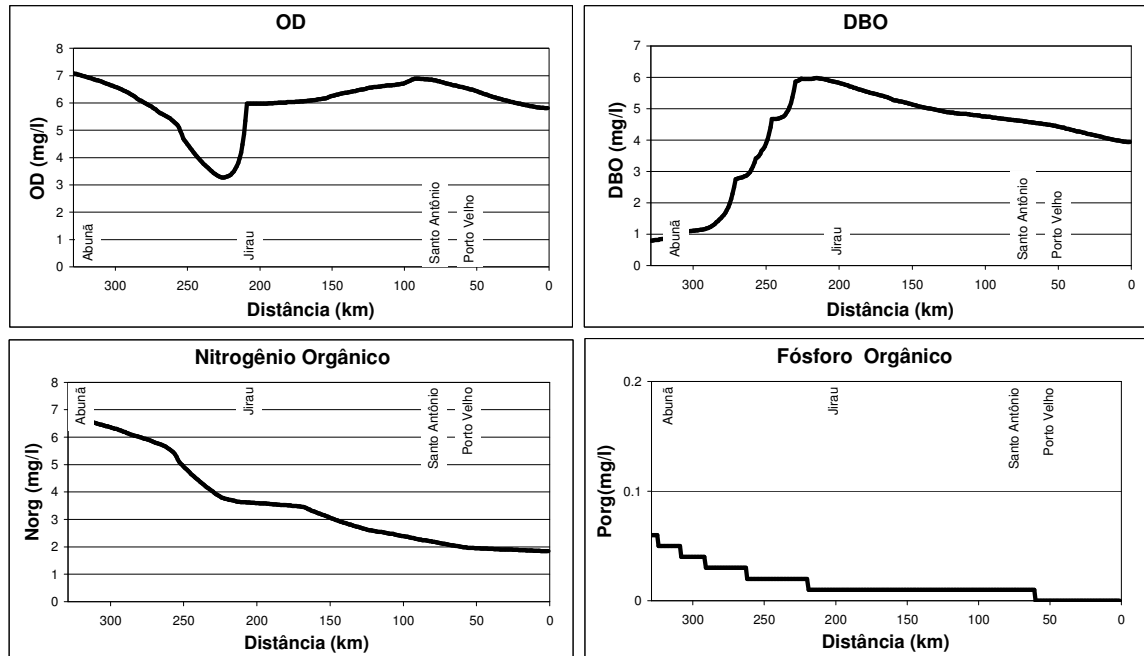 OD
OD (mg/l)
8
7
6
5
4
3
2
1
0
Abunã
Jirau
Santo Antônio
Porto Velho
300
250
200
150
100
50
0
Distância (km)
DBO
DBO (mg/l)
7
6
5
4
3
2
1
0
Abunã
Jirau
Santo Antônio
Porto Velho
300
250
200
150
100
50
0
Distância (km)
Nitrogênio Orgânico
Norg (mg/l)
8
7
6
5
4
3
2
1
0
Abunã
Jirau
Santo Antônio
Porto Velho
300
250
200
150
100
50
0
Distância (km)
Fósforo Orgânico
Porg(mg/l)
0.2
0.1
0
Abunã
Jirau
Santo Antônio
Porto Velho
300
250
200
150
100
50
0
Distância (km)